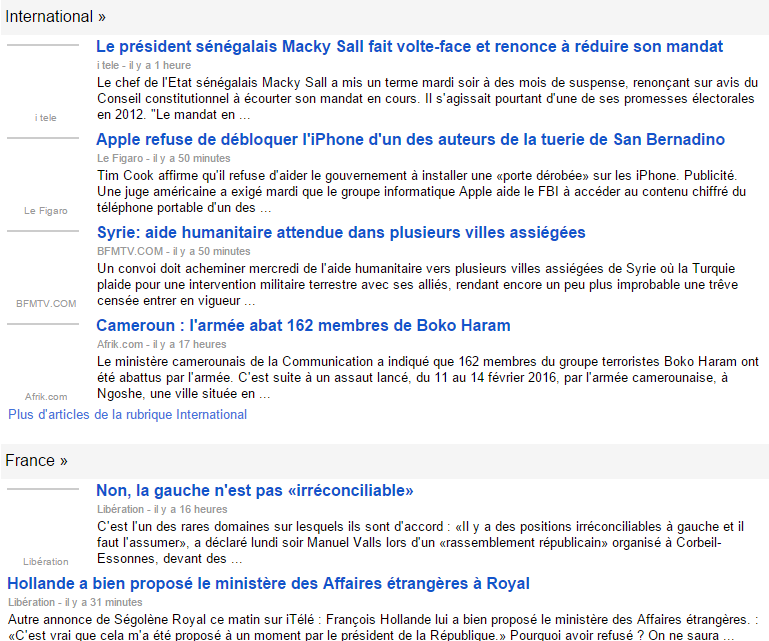 International »
Le président sénégalais Macky Sall fait volte-face et renonce à réduire son mandat
i tele - il y a 1 heure
Le chef de l'Etat sénégalais Macky Sall a mis un terme mardi soir à des mois de suspense, renonçant sur avis du
Conseil constitutionnel à écourter son mandat en cours. Il s'agissait pourtant d'une de ses promesses électorales
en 2012. "Le mandat en ...
i tele
Apple refuse de débloquer l'iPhone d'un des auteurs de la tuerie de San Bernadino
Le Figaro - il y a 50 minutes
Tim Cook affirme qu'il refuse d'aider le gouvernement à installer une «porte dérobée» sur les iPhone. Publicité.
Une juge américaine a exigé mardi que le groupe informatique Apple aide le FBI à accéder au contenu chiffré du
téléphone portable d'un des ...
Le Figaro
Syrie: aide humanitaire attendue dans plusieurs villes assiégées
BFMTV.COM - il y a 50 minutes
Un convoi doit acheminer mercredi de l'aide humanitaire vers plusieurs villes assiégées de Syrie où la Turquie
plaide pour une intervention militaire terrestre avec ses alliés, rendant encore un peu plus improbable une trêve
censée entrer en vigueur ...
BFMTV.COM
Cameroun : l'armée abat 162 membres de Boko Haram
Afrik.com - il y a 17 heures
Le ministère camerounais de la Communication a indiqué que 162 membres du groupe terroristes Boko Haram ont
été abattus par l'armée. C'est suite à un assaut lancé, du 11 au 14 février 2016, par l'armée camerounaise, à
Ngoshe, une ville située en ...
Afrik.com
Plus d'articles de la rubrique International
France »
Non, la gauche n'est pas «irréconciliable»
Libération - il y a 16 heures
C'est l'un des rares domaines sur lesquels ils sont d'accord : «Il y a des positions irréconciliables à gauche et il
faut l'assumer», a déclaré lundi soir Manuel Valls lors d'un «rassemblement républicain» organisé à Corbeil-
Essonnes, devant des ...
Libération
Hollande a bien proposé le ministère des Affaires étrangères à Royal
Libération - il y a 31 minutes
Autre annonce de Ségolène Royal ce matin sur iTélé : François Hollande lui a bien proposé le ministère des Affaires étrangères. :
«C'est vrai que cela m'a été proposé à un moment par le président de la République.» Pourquoi avoir refusé ? On ne saura ...